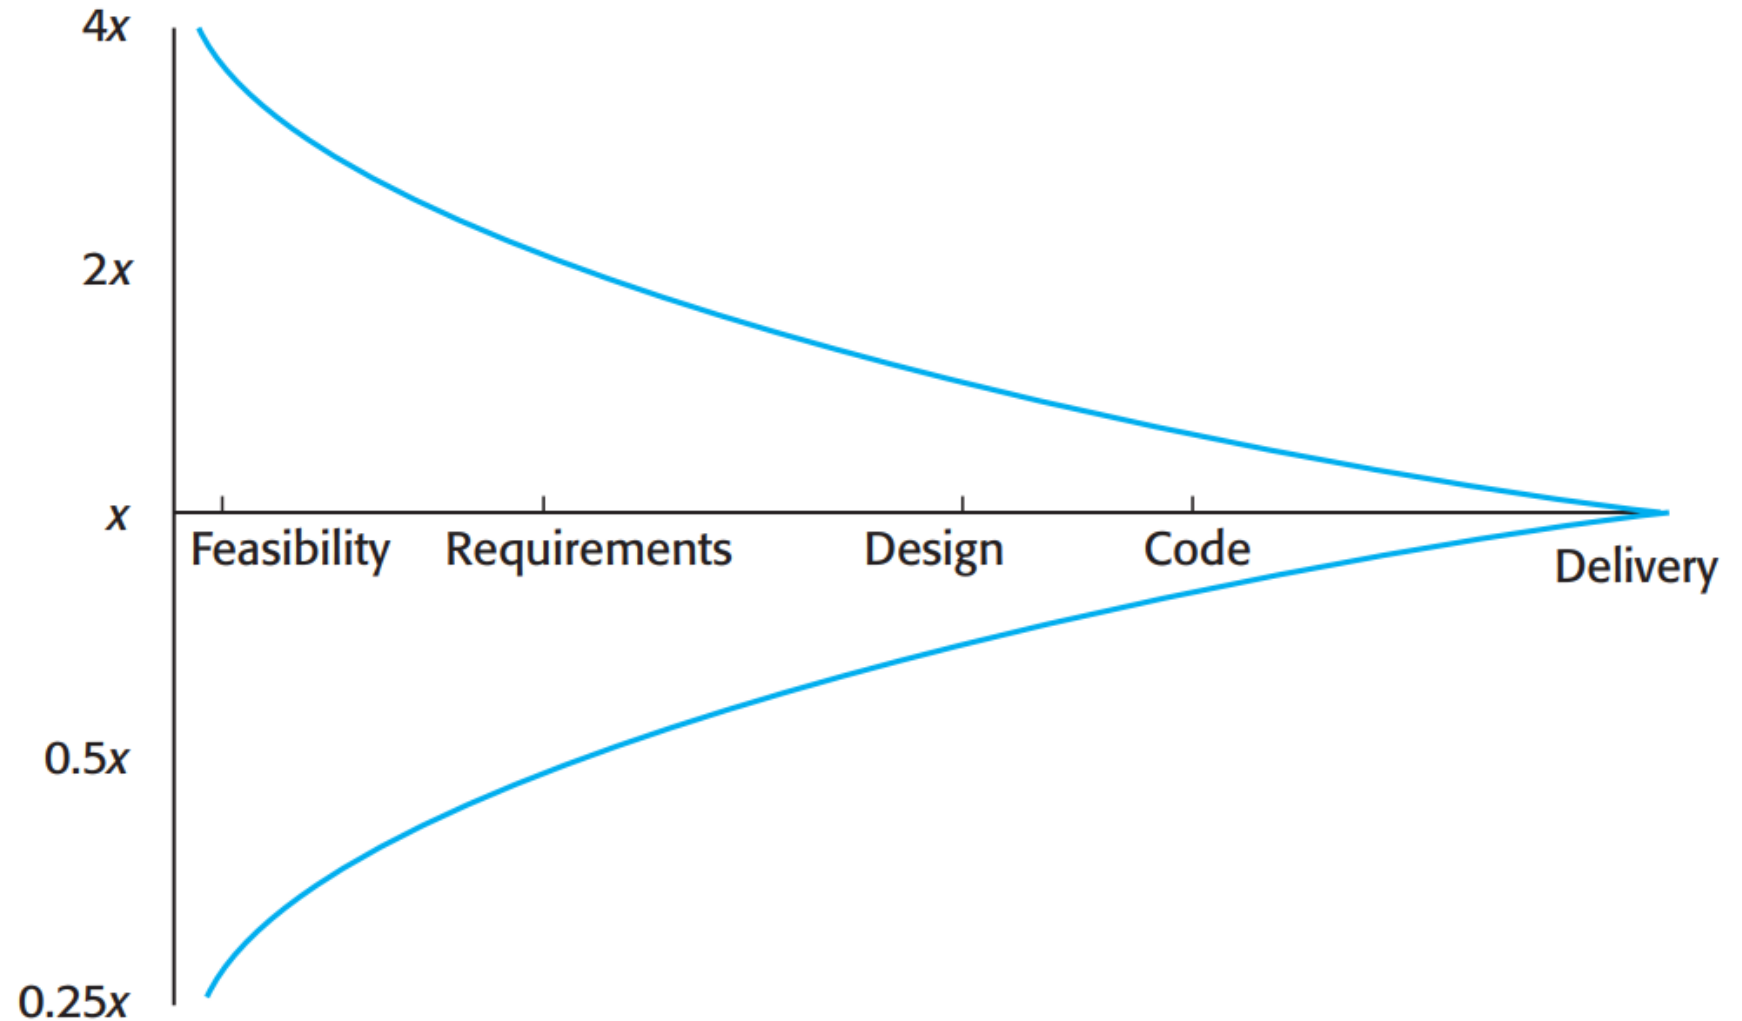 4x
2x
x
Feasibility Requirements Design Code Delivery
0.5x
0.25x